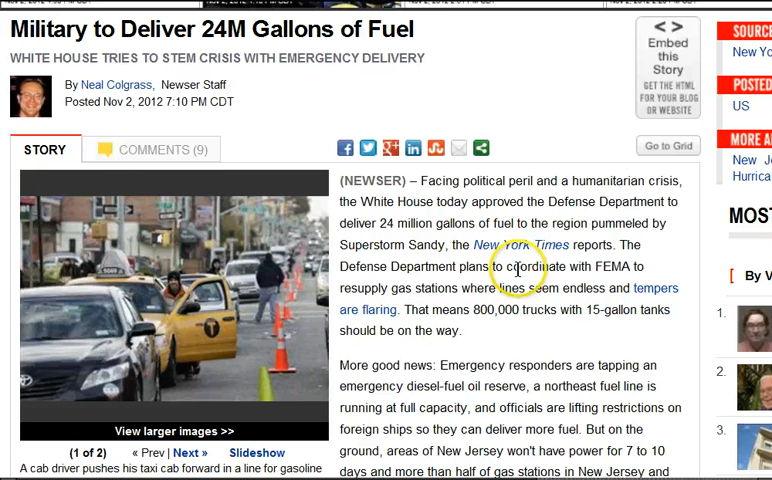 Military to Deliver 24M Gallons of Fuel
WHITE HOUSE TRIES TO STEM CRISIS WITH EMERGENCY DELIVERY
By Neal Colgrass, Newser Staff
Posted Nov 2, 2012 7:10 PM CDT
< >
Embed
this
Story
GET THE HTML
FOR YOUR BLOG
OR WEBSITE
STORY
COMMENTS (9)
Go to Grid
(NEWSER) – Facing political peril and a humanitarian crisis,
the White House today approved the Defense Department to
deliver 24 million gallons of fuel to the region pummeled by
Superstorm Sandy, the New York Times reports. The
Defense Department plans to coordinate with FEMA to
resupply gas stations where lines seem endless and tempers
are flaring. That means 800,000 trucks with 15-gallon tanks
should be on the way.
More good news: Emergency responders are tapping an
emergency diesel-fuel oil reserve, a northeast fuel line is
running at full capacity, and officials are lifting restrictions on
foreign ships so they can deliver more fuel. But on the
ground, areas of New Jersey won't have power for 7 to 10
days and more than half of gas stations in New Jersey and
T
View larger images >>
(1 of 2) « Prev | Next » Slideshow
A cab driver pushes his taxi cab forward in a line for gasoline
SOURC
New Yo
POSTED
US
MORE A
New J
Hurrica
MOST
[ By V
1.
2.
3.